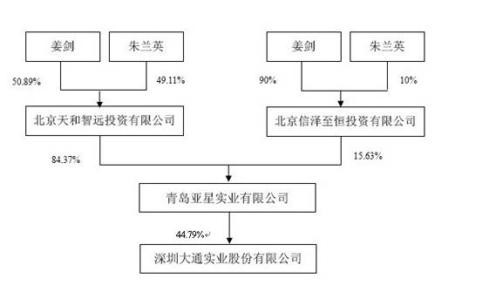 姜剑
朱兰英
姜剑
朱兰英
50.89%
49.11%
90%
10%
北京天和智远投资有限公司
北京信泽至恒投资有限公司
84.37%
15.63%
青岛亚星实业有限公司
44.79%
深圳大通实业股份有限公司